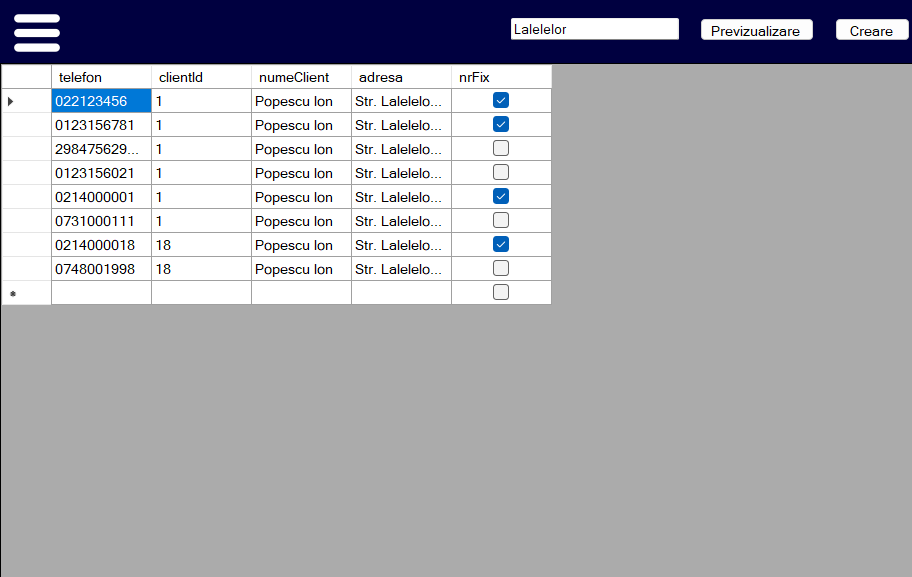 Lalelelor Previzualizare Creare
telefon clientId numeClient adresa nrFix
022123456 1 Popescu Ion Str. Lalelelo...
0123156781 1 Popescu Ion Str. Lalelelo...
298475629... 1 Popescu Ion Str. Lalelelo...
0123156021 1 Popescu Ion Str. Lalelelo...
0214000001 1 Popescu Ion Str. Lalelelo...
0731000111 1 Popescu Ion Str. Lalelelo...
0214000018 18 Popescu Ion Str. Lalelelo...
0748001998 18 Popescu Ion Str. Lalelelo...